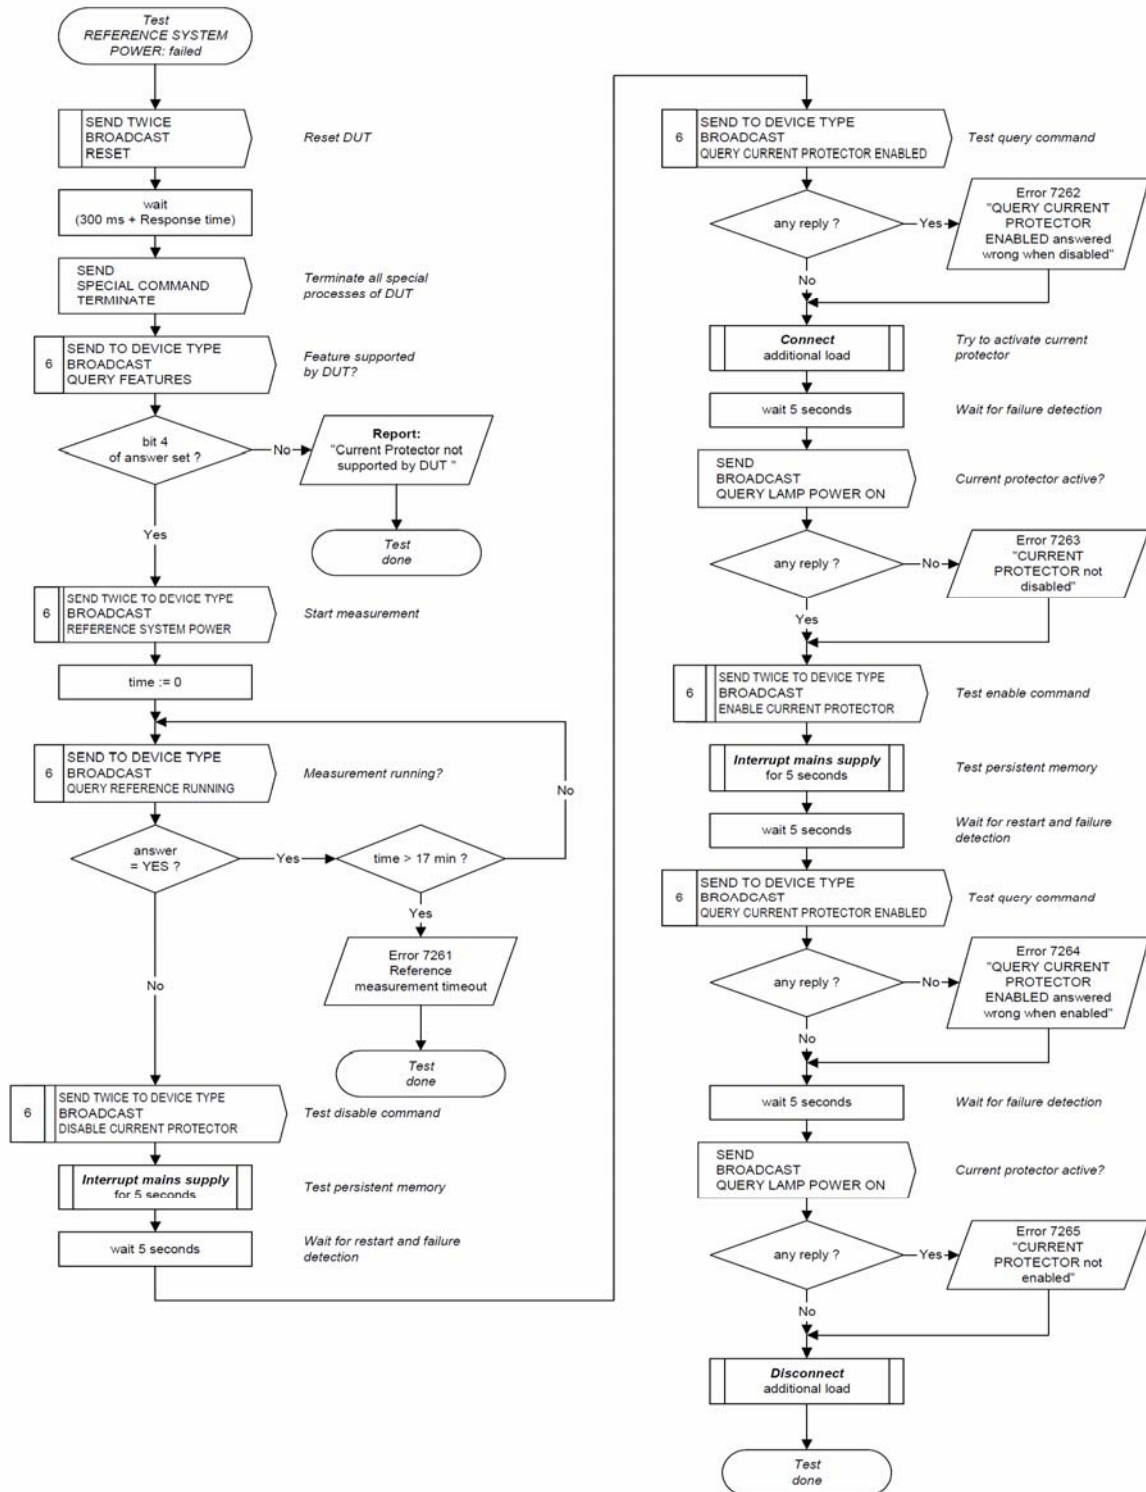 Test
REFERENCE SYSTEM
POWER: failed
SEND TWICE
BROADCAST
RESET
Reset DUT
wait
(300 ms + Response time)
SEND
SPECIAL COMMAND
TERMINATE
Terminate all special
processes of DUT
6
SEND TO DEVICE TYPE
BROADCAST
QUERY FEATURES
Feature supported
by DUT?
bit 4
of answer set ?
No
Report:
"Current Protector not
supported by DUT "
Test
done
Yes
6
SEND TWICE TO DEVICE TYPE
BROADCAST
REFERENCE SYSTEM POWER
Start measurement
time := 0
6
SEND TO DEVICE TYPE
BROADCAST
QUERY REFERENCE RUNNING
Measurement running?
No
answer
= YES ?
Yes
time > 17 min ?
Yes
Error 7261
Reference
measurement timeout
Test
done
No
6
SEND TWICE TO DEVICE TYPE
BROADCAST
DISABLE CURRENT PROTECTOR
Test disable command
Interrupt mains supply
for 5 seconds
Test persistent memory
wait 5 seconds
Wait for restart and failure
detection
6
SEND TO DEVICE TYPE
BROADCAST
QUERY CURRENT PROTECTOR ENABLED
Test query command
any reply ?
Yes
Error 7262
"QUERY CURRENT
PROTECTOR
ENABLED answered
wrong when disabled"
No
Connect
additional load
Try to activate current
protector
wait 5 seconds
Wait for failure detection
SEND
BROADCAST
QUERY LAMP POWER ON
Current protector active?
any reply ?
No
Error 7263
"CURRENT
PROTECTOR not
disabled"
Yes
6
SEND TWICE TO DEVICE TYPE
BROADCAST
ENABLE CURRENT PROTECTOR
Test enable command
Interrupt mains supply
for 5 seconds
Test persistent memory
wait 5 seconds
Wait for restart and failure
detection
6
SEND TO DEVICE TYPE
BROADCAST
QUERY CURRENT PROTECTOR ENABLED
Test query command
any reply ?
No
Error 7264
"QUERY CURRENT
PROTECTOR
ENABLED answered
wrong when enabled"
No
wait 5 seconds
Wait for failure detection
SEND
BROADCAST
QUERY LAMP POWER ON
Current protector active?
any reply ?
Yes
Error 7265
"CURRENT
PROTECTOR not
enabled"
No
Disconnect
additional load
Test
done